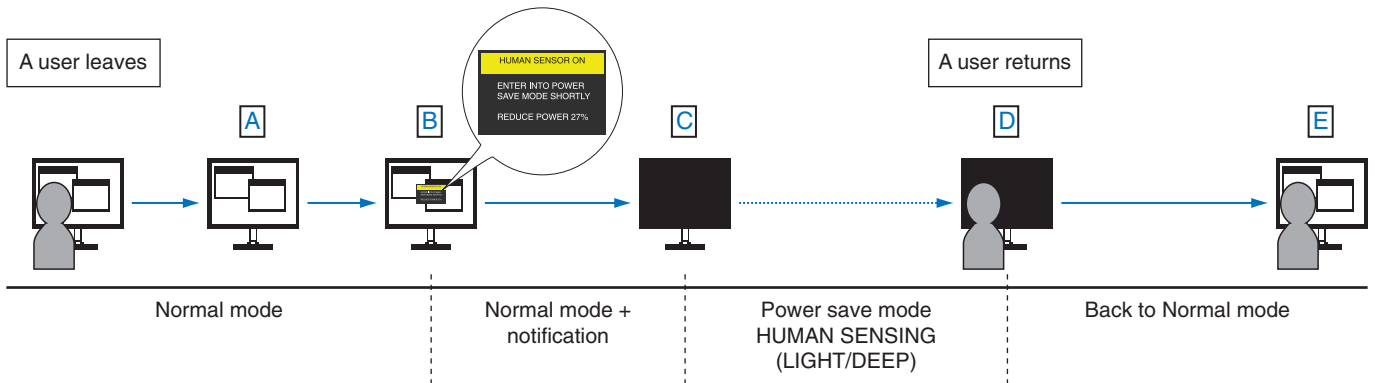 A user leaves
HUMAN SENSOR ON
ENTER INTO POWER
SAVE MODE SHORTLY
REDUCE POWER 27%
A user returns
A
B
C
D
E
Normal mode
Normal mode +
notification
Power save mode
HUMAN SENSING
(LIGHT/DEEP)
Back to Normal mode